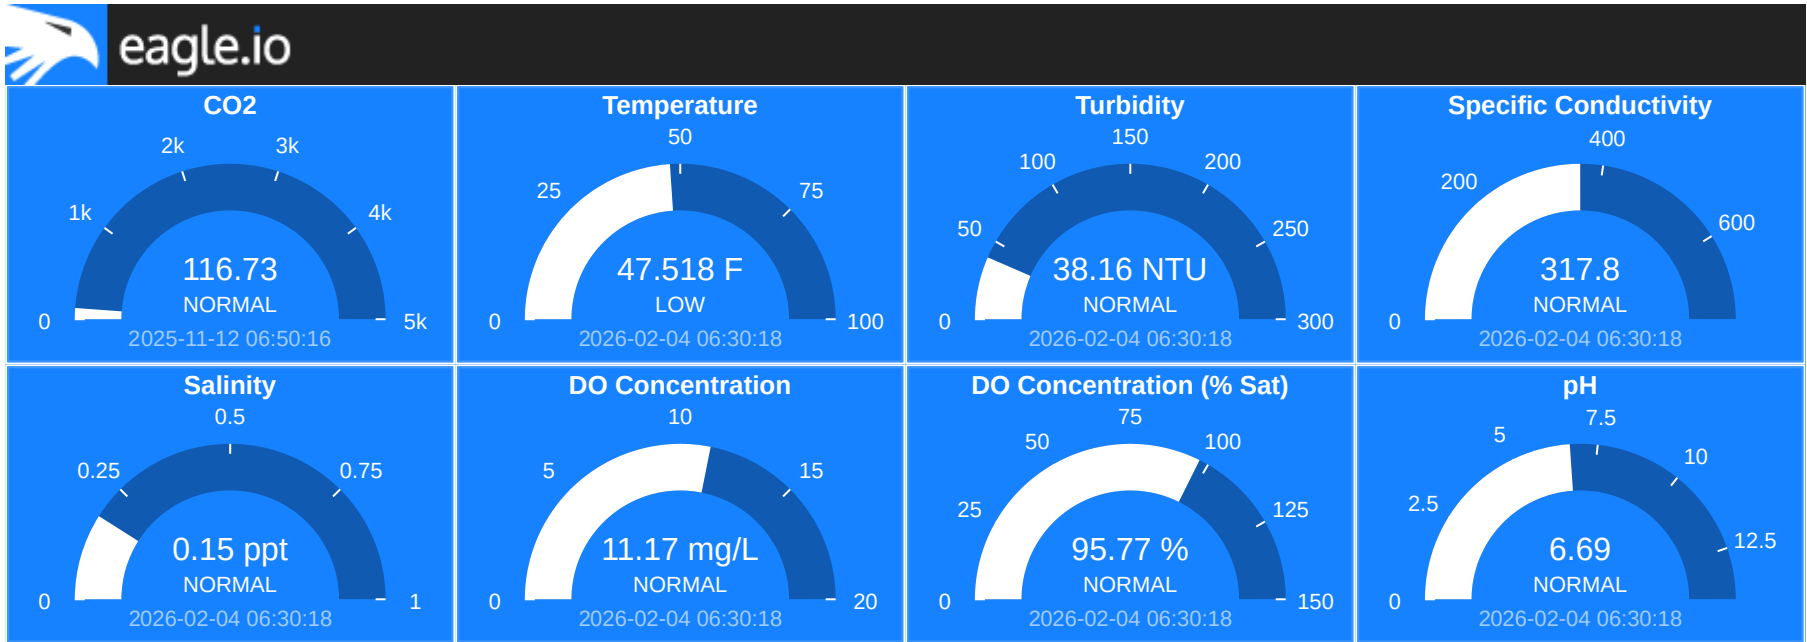 eagle.io
CO2
0
1k
2k
3k
4k
5k
116.73
NORMAL
2025-11-12 06:50:16
Temperature
0
25
50
75
100
47.518 F
LOW
2026-02-04 06:30:18
Turbidity
0
50
100
150
200
250
300
38.16 NTU
NORMAL
2026-02-04 06:30:18
Specific Conductivity
0
200
400
600
317.8
NORMAL
2026-02-04 06:30:18
Salinity
0
0.25
0.5
0.75
1
0.15 ppt
NORMAL
2026-02-04 06:30:18
DO Concentration
0
5
10
15
20
11.17 mg/L
NORMAL
2026-02-04 06:30:18
DO Concentration (% Sat)
0
25
50
75
100
125
150
95.77 %
NORMAL
2026-02-04 06:30:18
pH
0
2.5
5
7.5
10
12.5
6.69
NORMAL
2026-02-04 06:30:18